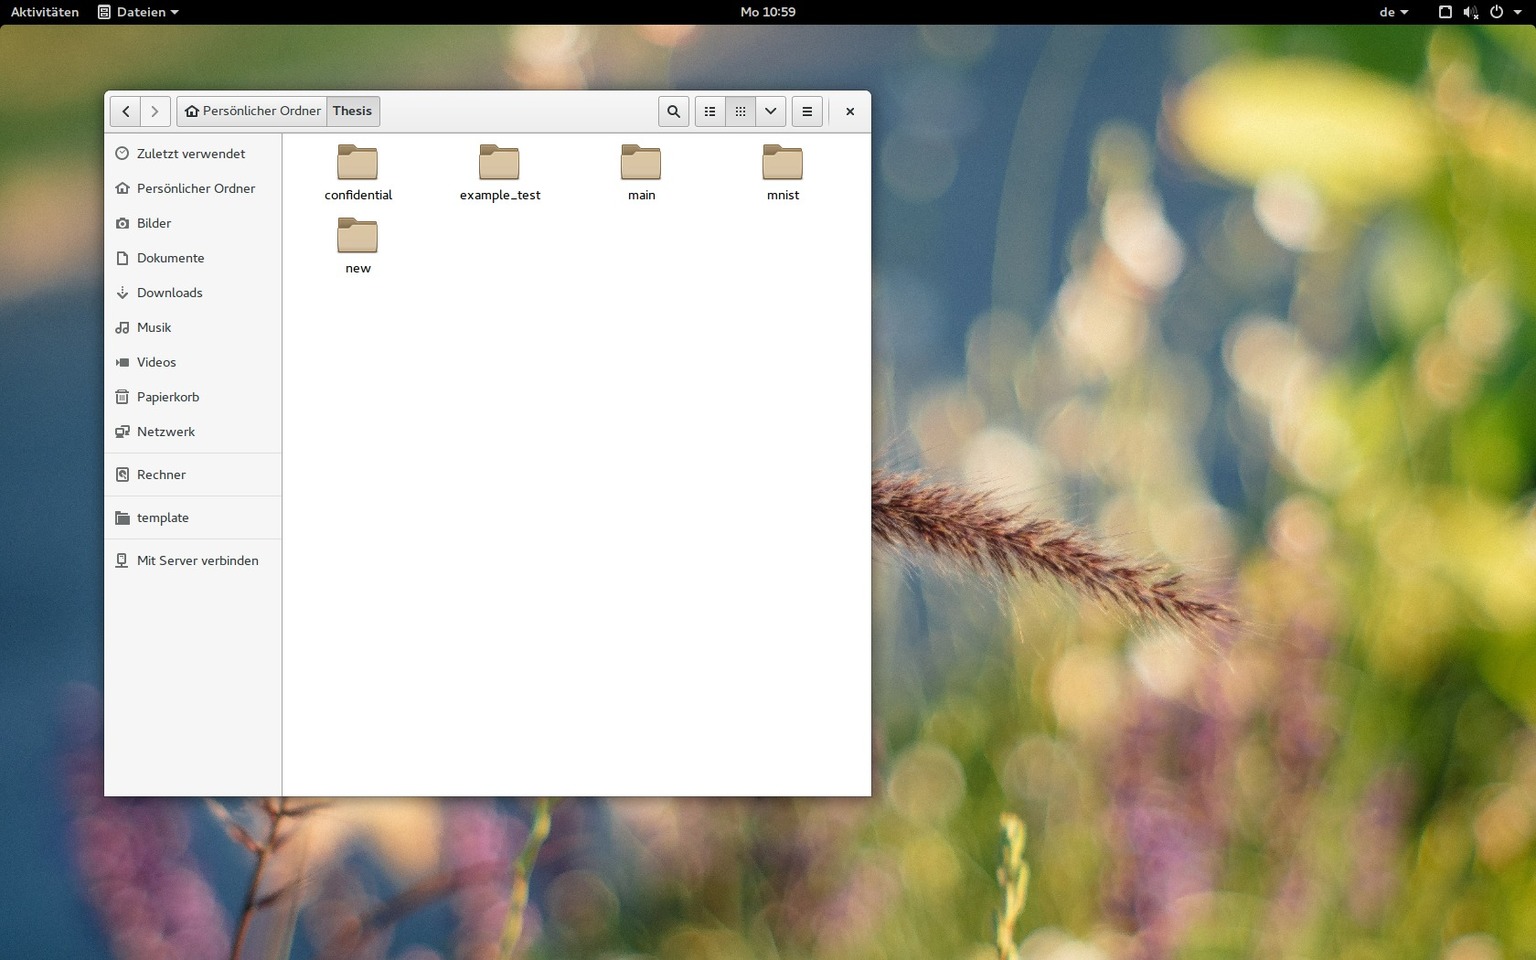 Aktivitäten Dateien Mo 10:59 de
Persönlicher Ordner Thesis
Zuletzt verwendet
Persönlicher Ordner
Bilder
Dokumente
Downloads
Musik
Videos
Papierkorb
Netzwerk
Rechner
template
Mit Server verbinden
confidential example_test main mnist
new